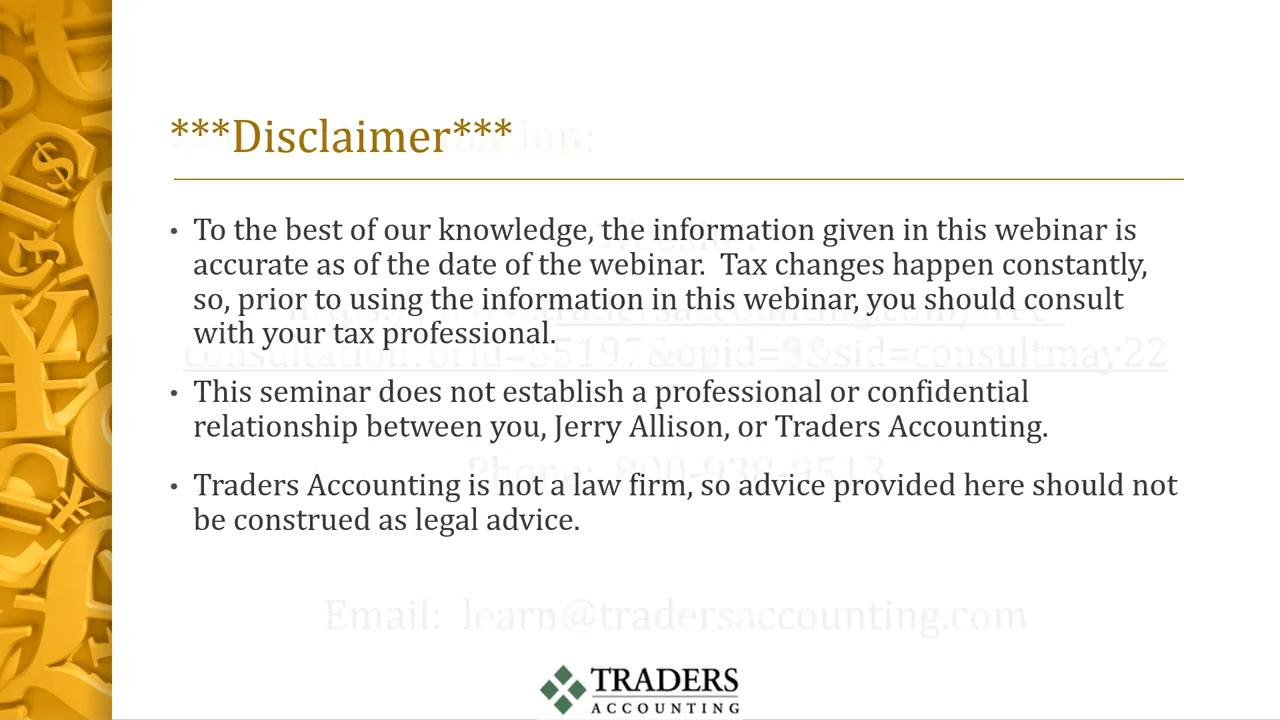 ***Disclaimer***
• To the best of our knowledge, the information given in this webinar is
accurate as of the date of the webinar.  Tax changes happen constantly,
so, prior to using the information in this webinar, you should consult
with your tax professional.
• This seminar does not establish a professional or confidential
relationship between you, Jerry Allison, or Traders Accounting.
• Traders Accounting is not a law firm, so advice provided here should not
be construed as legal advice.
Email:  learn@tradersaccounting.com
TRADERS
ACCOUNTING